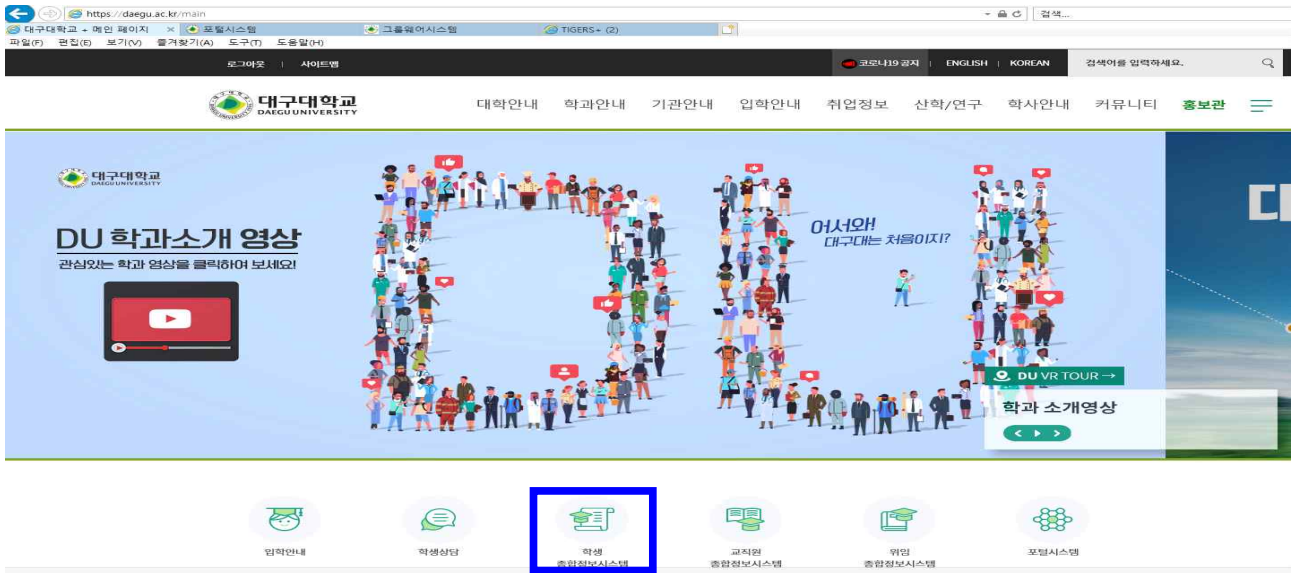 https://daegu.ac.kr/main
검색...
대구대학교 + 메인 페이지
포털시스템
그룹웨어시스템
TIGERS+ (2)
파일(F) 편집(E) 보기(V) 즐겨찾기(A) 도구(T) 도움말(H)
로그아웃 | 사이트맵
코로나19 공지 | ENGLISH | KOREAN
검색어를 입력하세요.
대구대학교
DAEGU UNIVERSITY
대학안내 학과안내 기관안내 입학안내 취업정보 산학/연구 학사안내 커뮤니티 홍보관
대구대학교
DAEGU UNIVERSITY
DU 학과소개 영상
관심있는 학과 영상을 클릭하여 보세요!
어서와!
대구대는 처음이지?
DU VR TOUR →
학과 소개영상
입학안내
학생상담
학생
종합정보시스템
교직원
종합정보시스템
위임
종합정보시스템
포털시스템